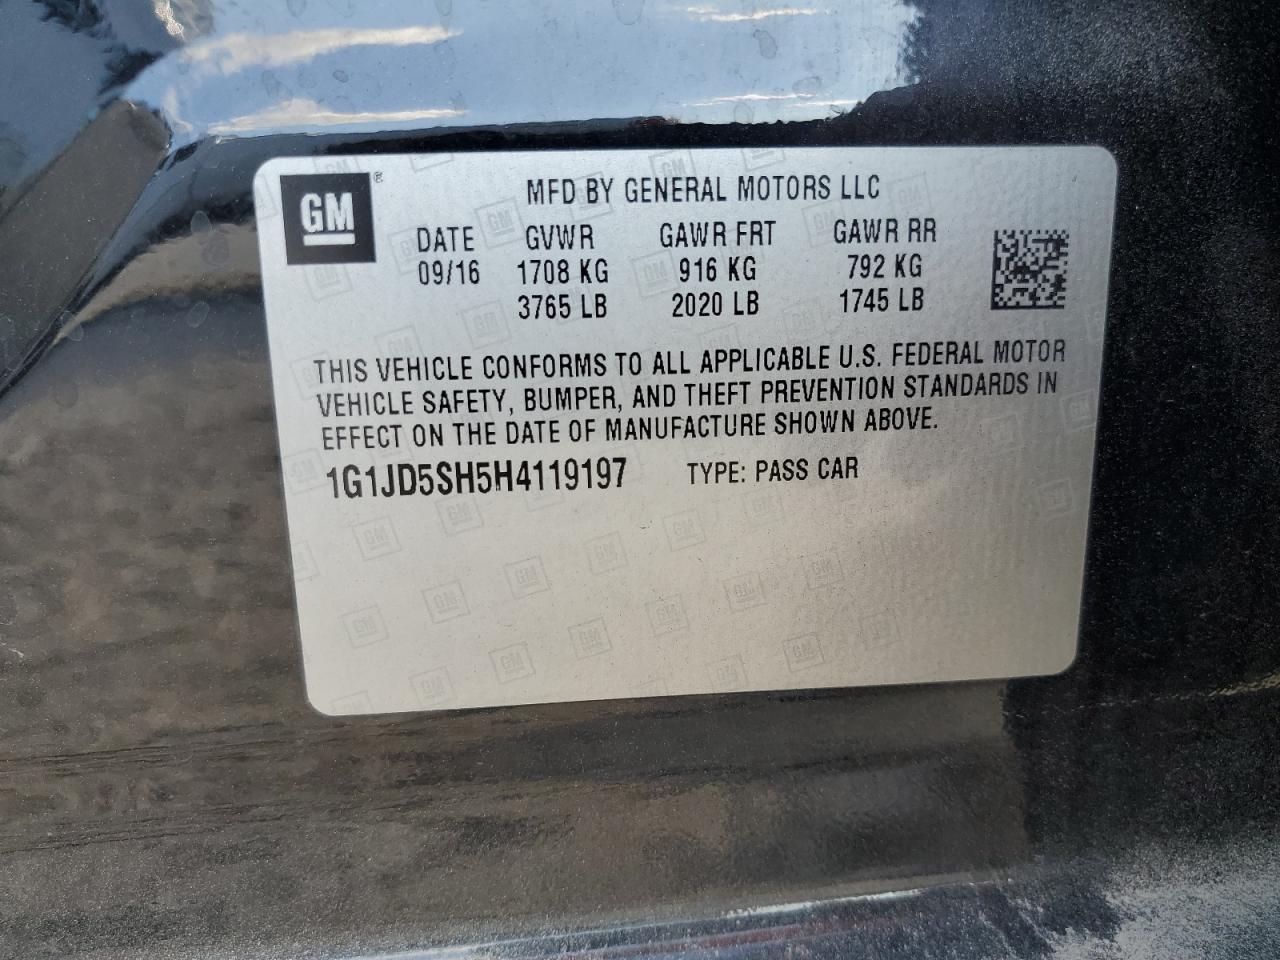 GM ®
MFD BY GENERAL MOTORS LLC
DATE GVWR GAWR FRT GAWR RR
09/16 1708 KG 916 KG 792 KG
3765 LB 2020 LB 1745 LB
THIS VEHICLE CONFORMS TO ALL APPLICABLE U.S. FEDERAL MOTOR
VEHICLE SAFETY, BUMPER, AND THEFT PREVENTION STANDARDS IN
EFFECT ON THE DATE OF MANUFACTURE SHOWN ABOVE.
1G1JD5SH5H4119197 TYPE: PASS CAR